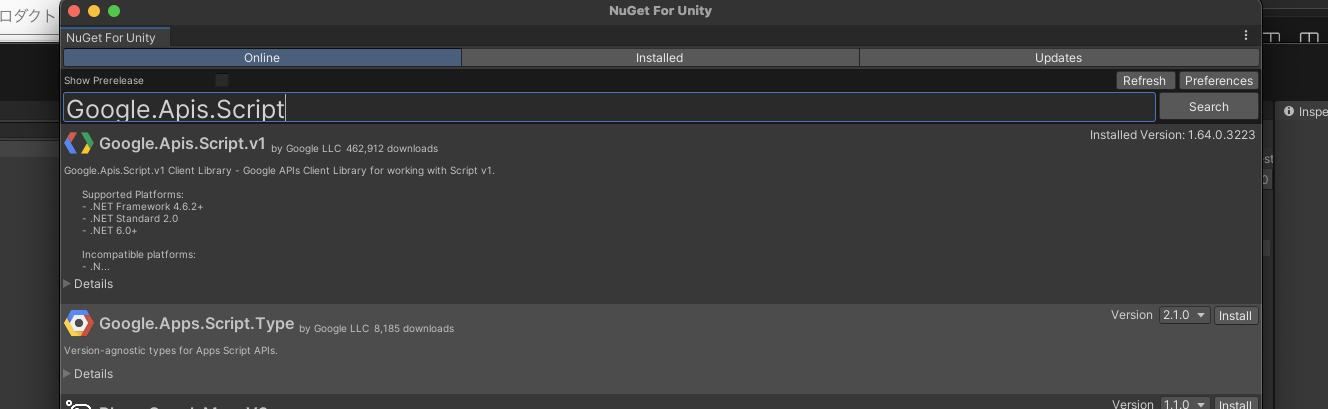 ロダクト
NuGet For Unity
NuGet For Unity
Online Installed Updates
Show Prerelease Refresh Preferences
Google.Apis.Script Search
Inspe
Google.Apis.Script.v1 by Google LLC 462,912 downloads Installed Version: 1.64.0.3223
Google.Apis.Script.v1 Client Library - Google APIs Client Library for working with Script v1.
est
0
Supported Platforms:
- .NET Framework 4.6.2+
- .NET Standard 2.0
- .NET 6.0+
Incompatible platforms:
- .N...
Details
Google.Apps.Script.Type by Google LLC 8,185 downloads Version 2.1.0 Install
Version-agnostic types for Apps Script APIs.
Details
Version 1.1.0 Install